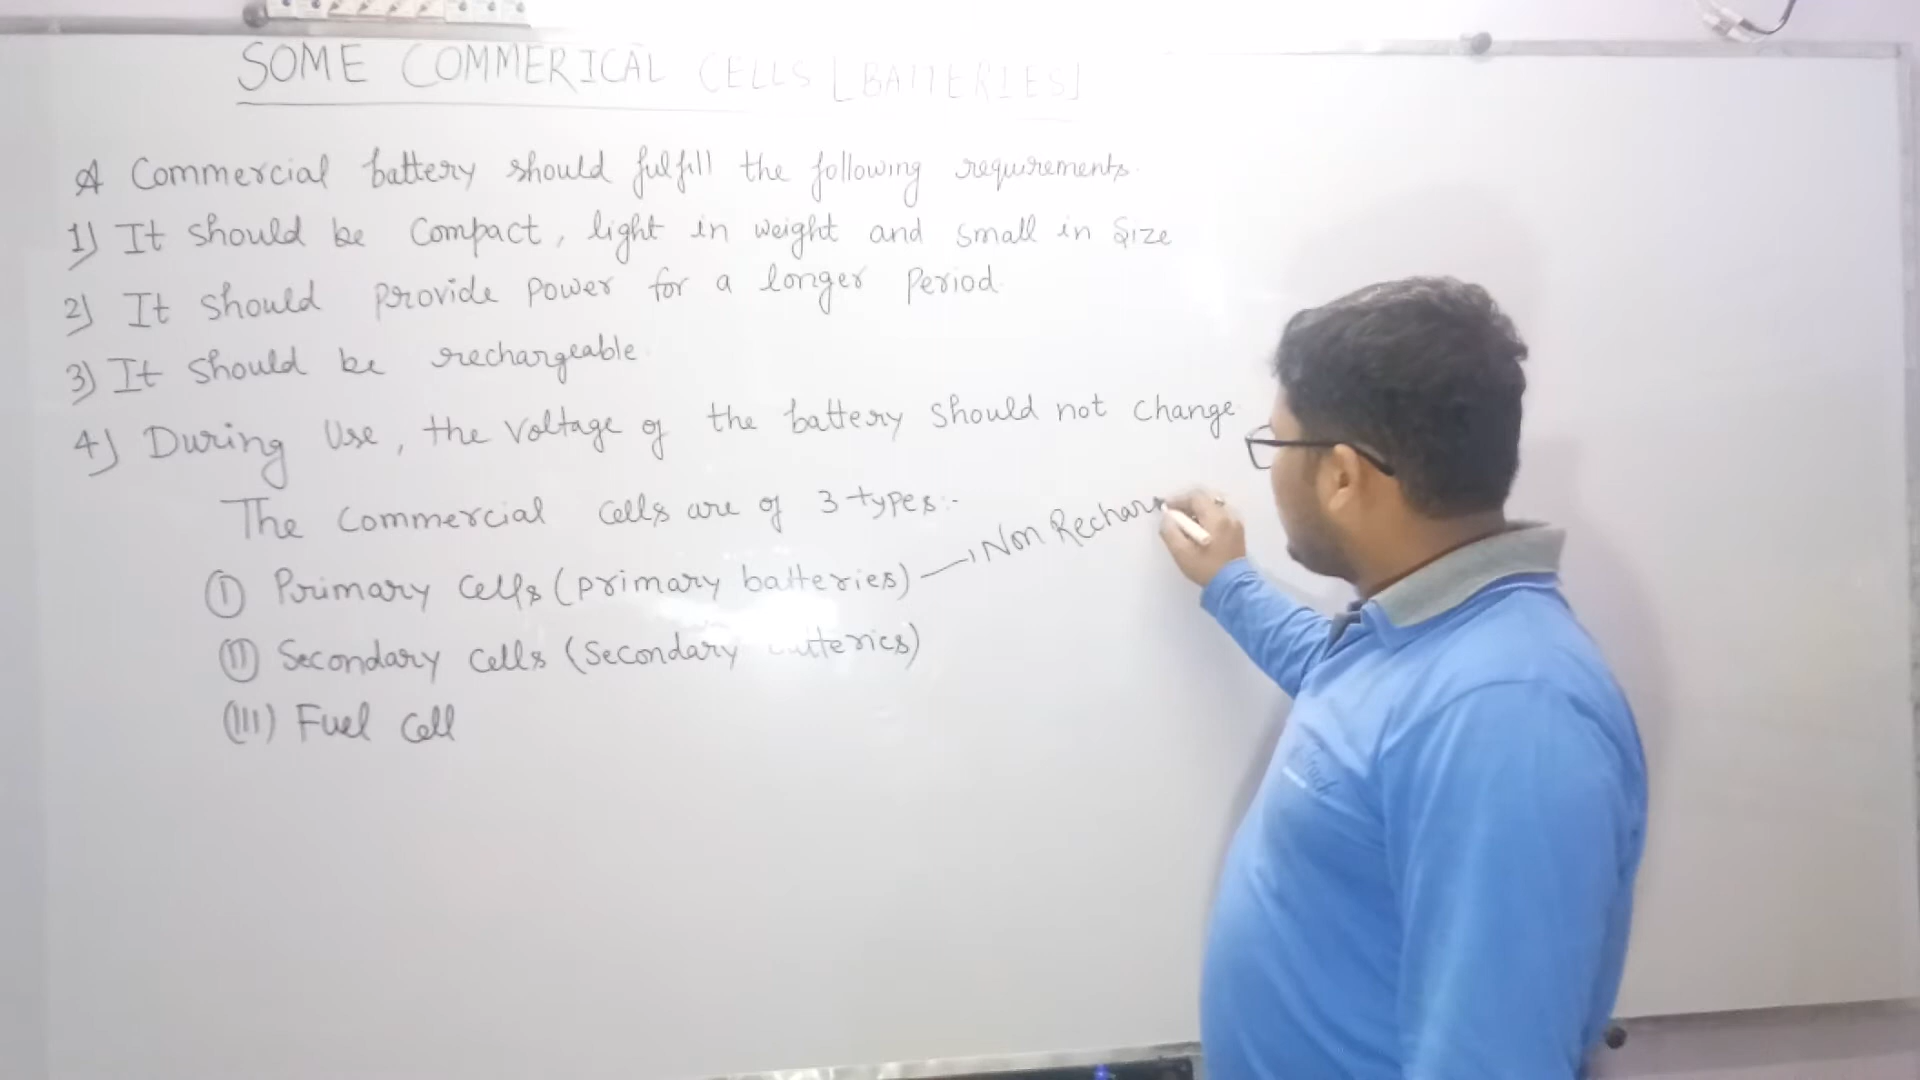 SOME COMMERICAL CELLS [BATTERIES]
A Commercial battery should fulfill the following requirements.
1) It should be compact, light in weight and small in size
2) It should provide power for a longer period.
3) It should be rechargeable.
4) During use, the voltage of the battery should not change.
The commercial cells are of 3 types:-
(I) Primary cells (primary batteries) → Non Rechar
(II) Secondary cells (Secondary batteries)
(III) Fuel cell